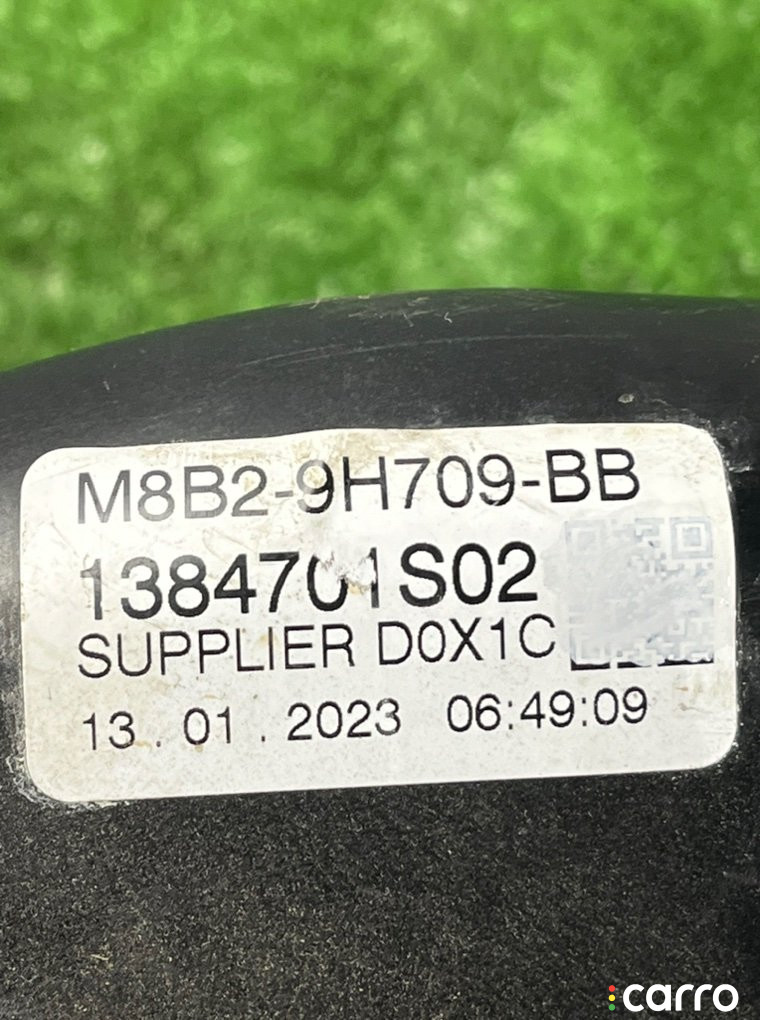 M8B2-9H709-BB
1384701S02
SUPPLIER D0X1C
13.01.2023 06:49:09
carro